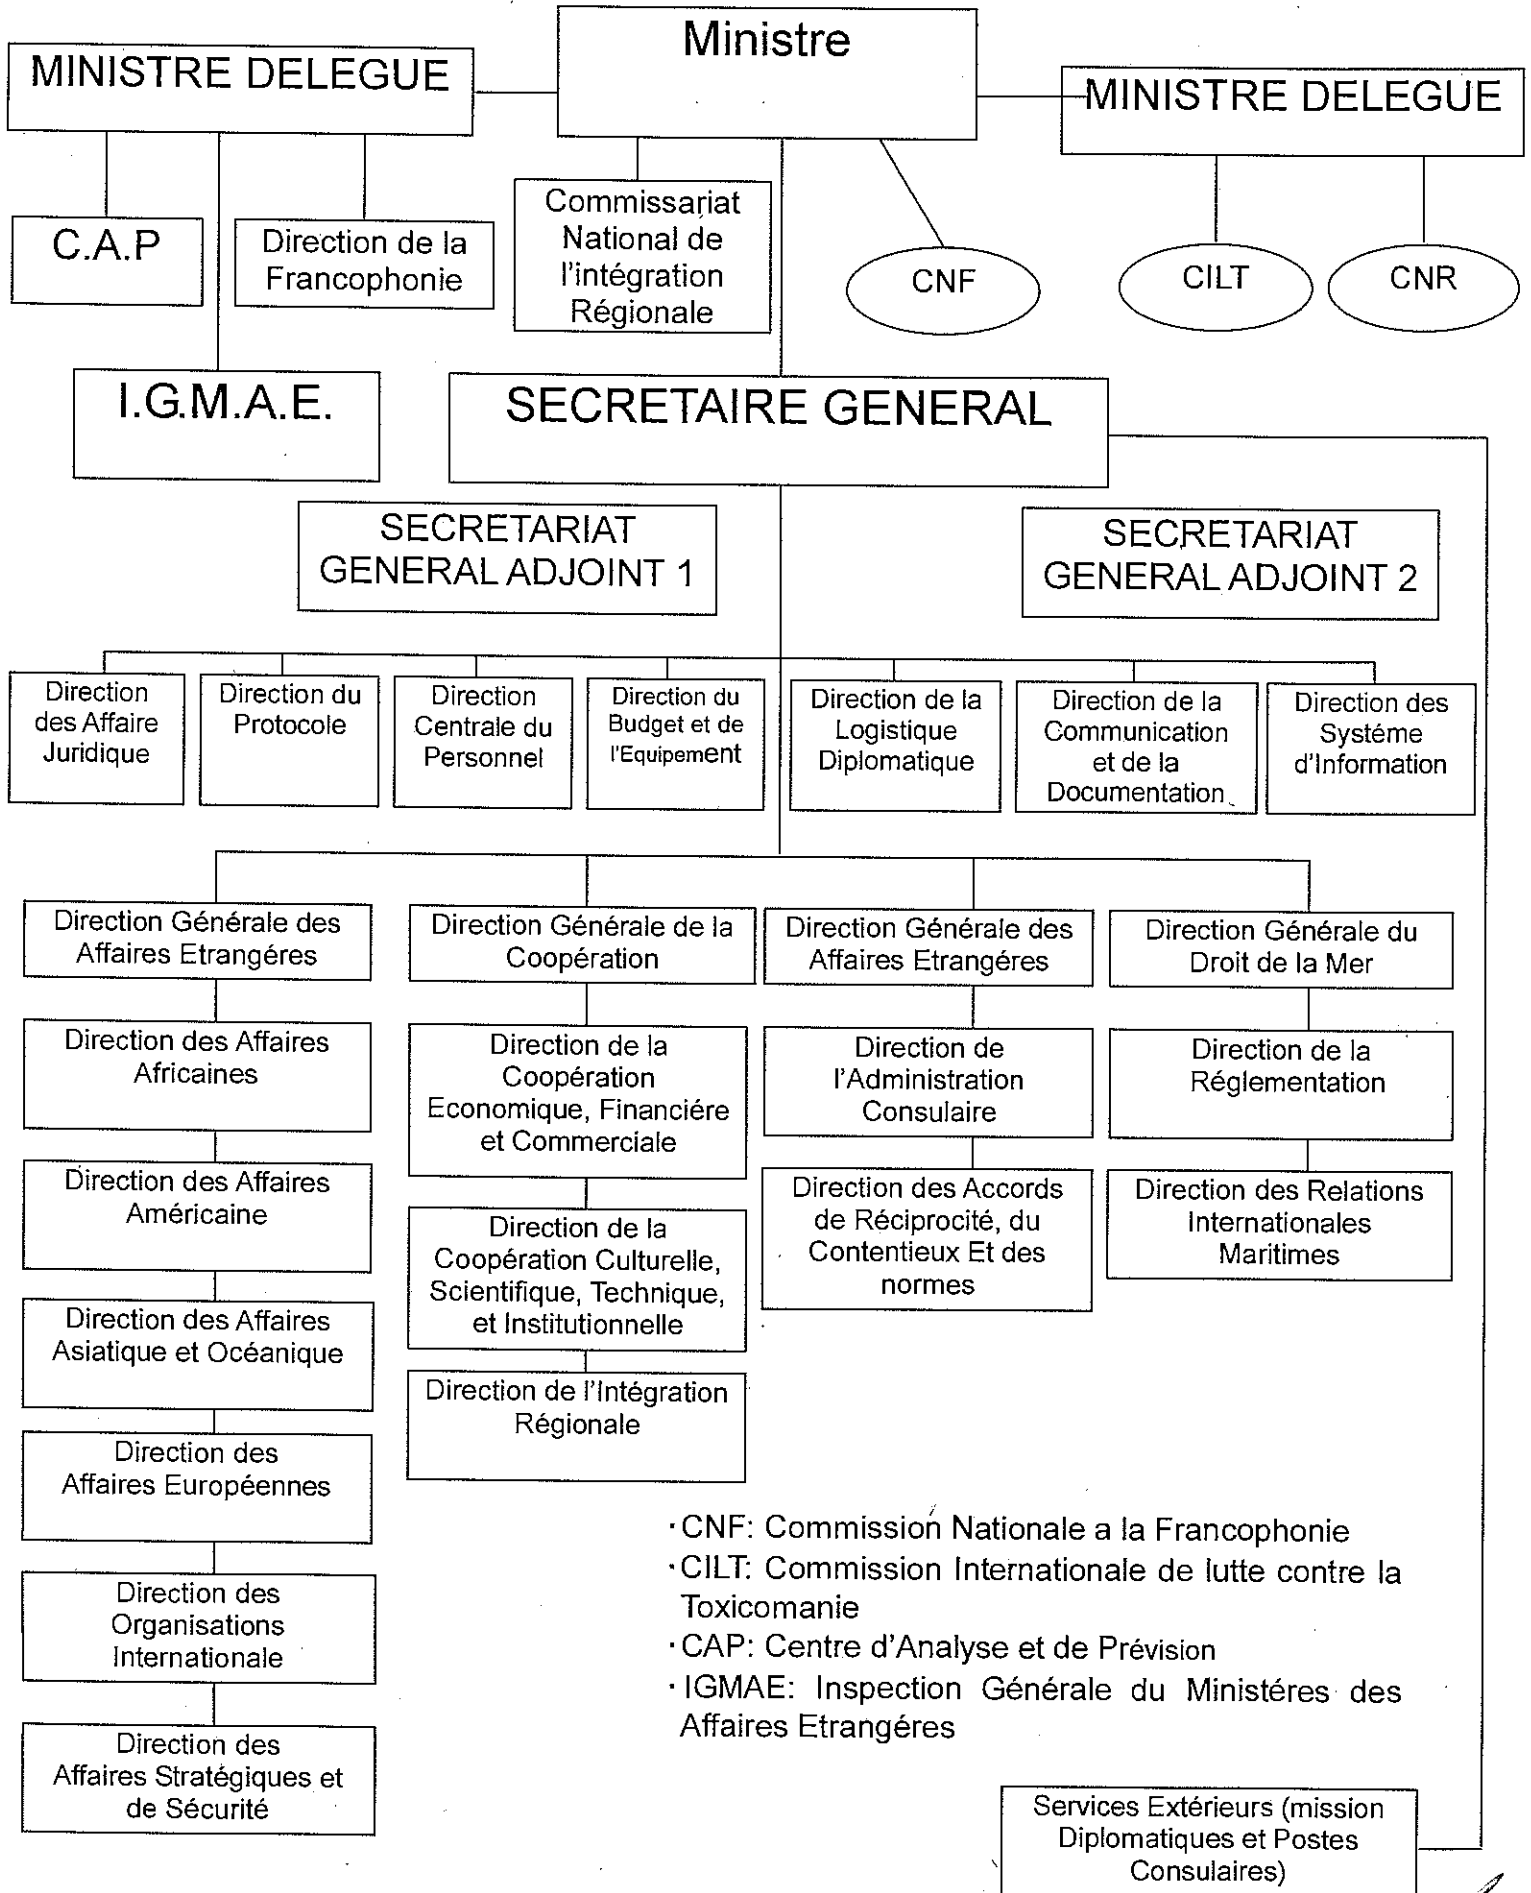 Ministre
MINISTRE DELEGUE
MINISTRE DELEGUE
C.A.P
Direction de la
Francophonie
Commissariat
National de
l'intégration
Régionale
CNF
CILT
CNR
I.G.M.A.E.
SECRETAIRE GENERAL
SECRETARIAT
GENERAL ADJOINT 1
SECRETARIAT
GENERAL ADJOINT 2
Direction
des Affaire
Juridique
Direction du
Protocole
Direction
Centrale du
Personnel
Direction du
Budget et de
l'Equipement
Direction de la
Logistique
Diplomatique
Direction de la
Communication
et de la
Documentation
Direction des
Systéme
d'Information
Direction Générale des
Affaires Etrangéres
Direction des Affaires
Africaines
Direction des Affaires
Américaine
Direction des Affaires
Asiatique et Océanique
Direction des
Affaires Européennes
Direction des
Organisations
Internationale
Direction des
Affaires Stratégiques et
de Sécurité
Direction Générale de la
Coopération
Direction de la
Coopération
Economique, Financiére
et Commerciale
Direction de la
Coopération Culturelle,
Scientifique, Technique,
et Institutionnelle
Direction de l'Intégration
Régionale
Direction Générale des
Affaires Etrangéres
Direction de
l'Administration
Consulaire
Direction des Accords
de Réciprocité, du
Contentieux Et des
normes
Direction Générale du
Droit de la Mer
Direction de la
Réglementation
Direction des Relations
Internationales
Maritimes
·CNF: Commission Nationale a la Francophonie
·CILT: Commission Internationale de lutte contre la
Toxicomanie
·CAP: Centre d'Analyse et de Prévision
·IGMAE: Inspection Générale du Ministéres des
Affaires Etrangéres
Services Extérieurs (mission
Diplomatiques et Postes
Consulaires)